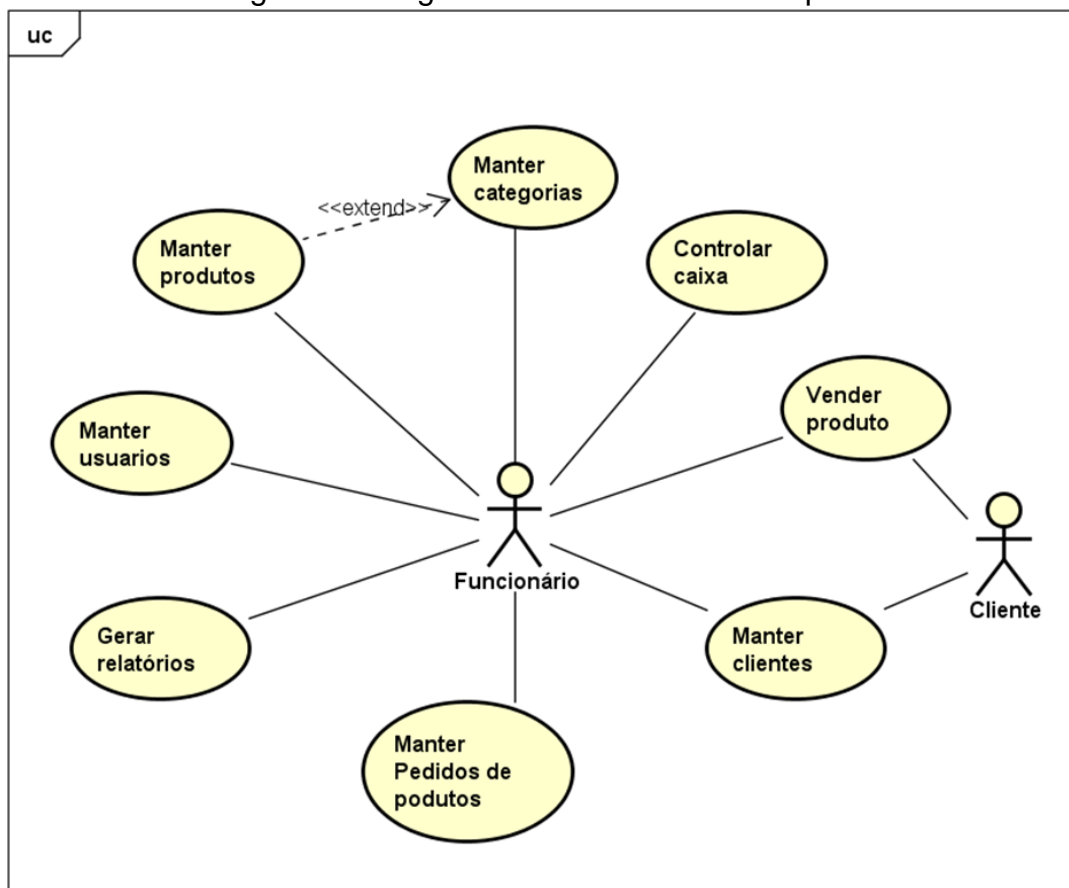 uc
Manter
categorias
<<extend>>
Manter
produtos
Controlar
caixa
Vender
produto
Manter
usuarios
Funcionário
Cliente
Gerar
relatórios
Manter
clientes
Manter
Pedidos de
podutos